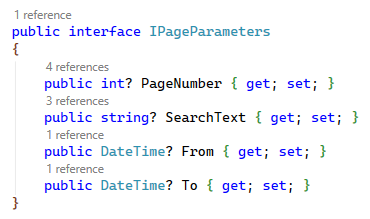 1 reference
public interface IPageParameters
{
4 references
public int? PageNumber { get; set; }
3 references
public string? SearchText { get; set; }
1 reference
public DateTime? From { get; set; }
1 reference
public DateTime? To { get; set; }
}